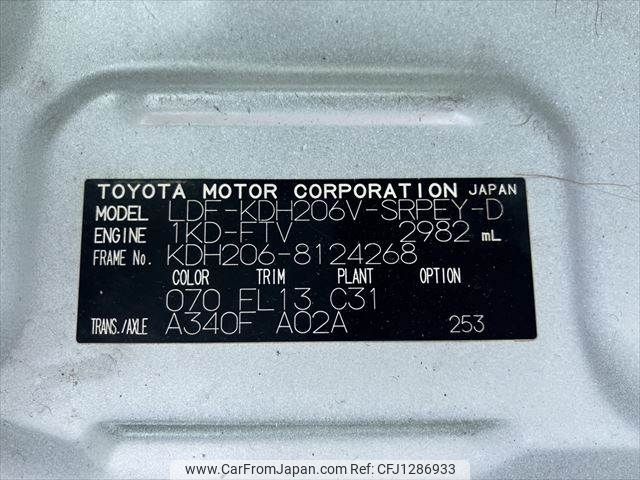 TOYOTA MOTOR CORPORATION JAPAN
MODEL LDF-KDH206V-SRPEY-D
ENGINE 1KD-FTV 2982 mL
FRAME No. KDH206-8124268
COLOR TRIM PLANT OPTION
070 FL13 C31
TRANS./AXLE A340F A02A 253
www.CarFromJapan.com - CFJ1286933